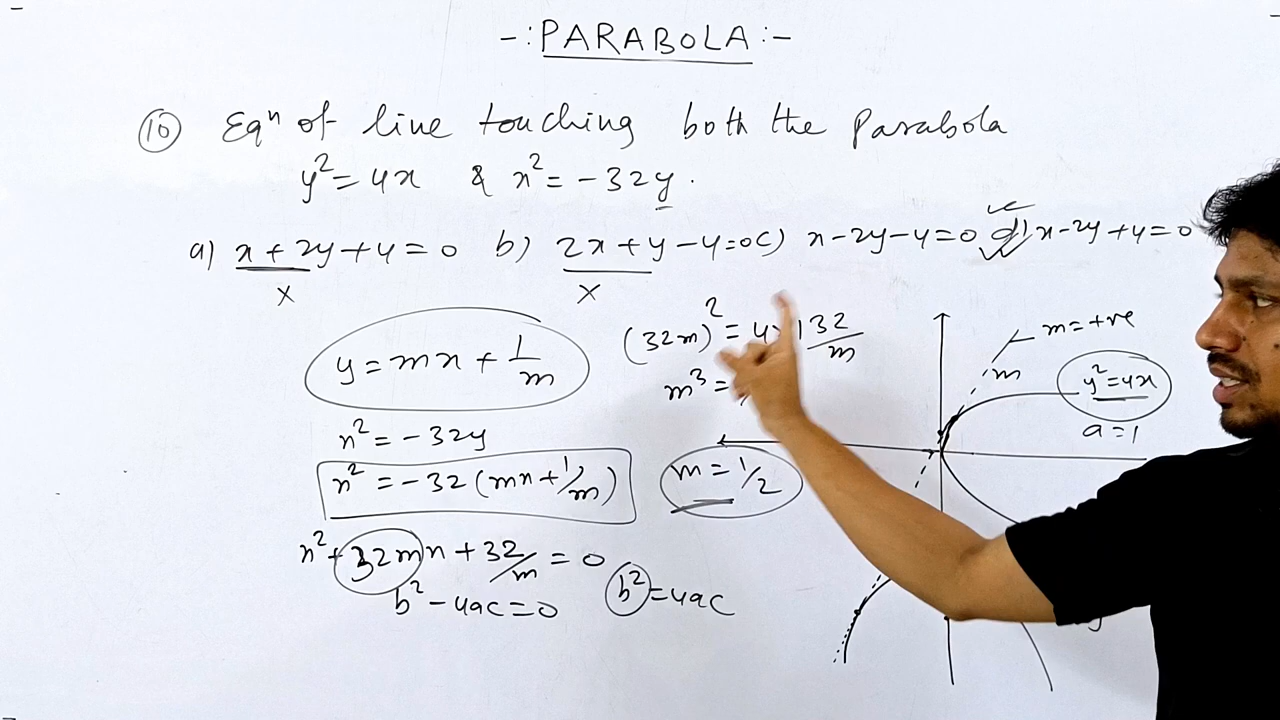 -:PARABOLA:-
(10) Eqⁿ of line touching both the Parabola
y² = 4x & x² = -32y.
a) x+2y+4=0 b) 2x+y-4=0 c) x-2y-4=0 d) x-2y+4=0
x x
y = mx + 1/m
x² = -32y
x² = -32(mx+1/m)
x²+32mx+32/m = 0
b²-4ac=0 b²=4ac
(32m)² = 4×1 32/m
m³ =
m = 1/2
m=+ve
m
y²=4x
a=1